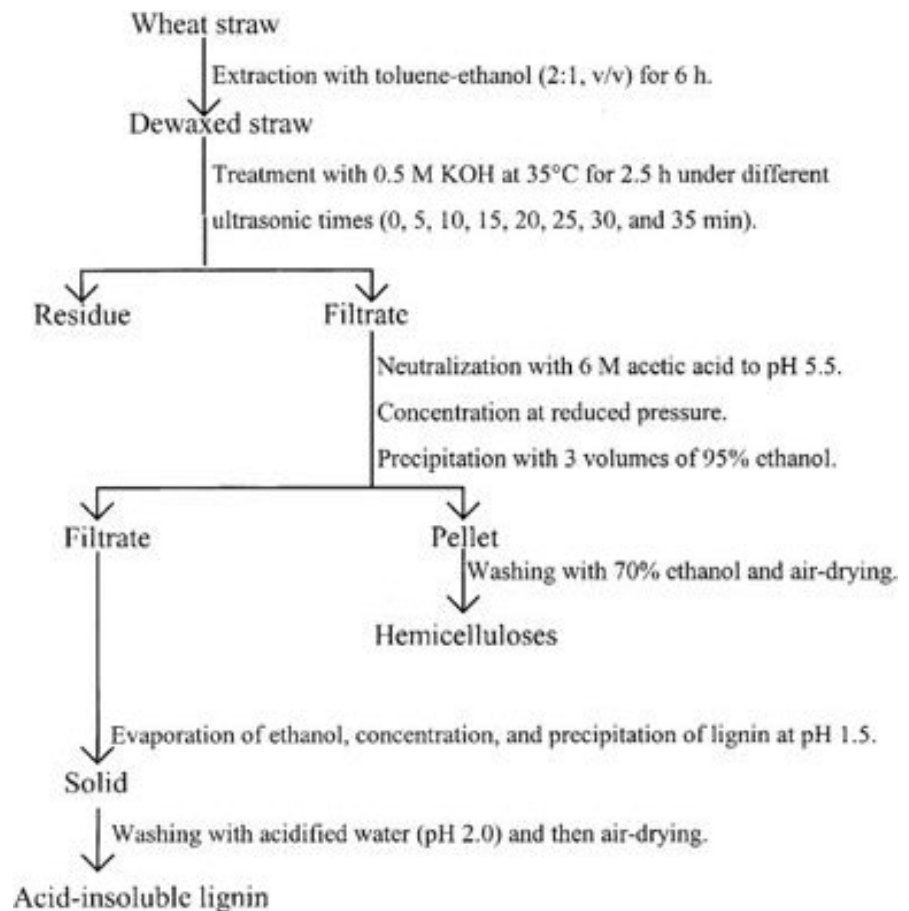 Wheat straw
Extraction with toluene-ethanol (2:1, v/v) for 6 h.
Dewaxed straw
Treatment with 0.5 M KOH at 35°C for 2.5 h under different
ultrasonic times (0, 5, 10, 15, 20, 25, 30, and 35 min).
Residue
Filtrate
Neutralization with 6 M acetic acid to pH 5.5.
Concentration at reduced pressure.
Precipitation with 3 volumes of 95% ethanol.
Filtrate
Pellet
Washing with 70% ethanol and air-drying.
Hemicelluloses
Evaporation of ethanol, concentration, and precipitation of lignin at pH 1.5.
Solid
Washing with acidified water (pH 2.0) and then air-drying.
Acid-insoluble lignin